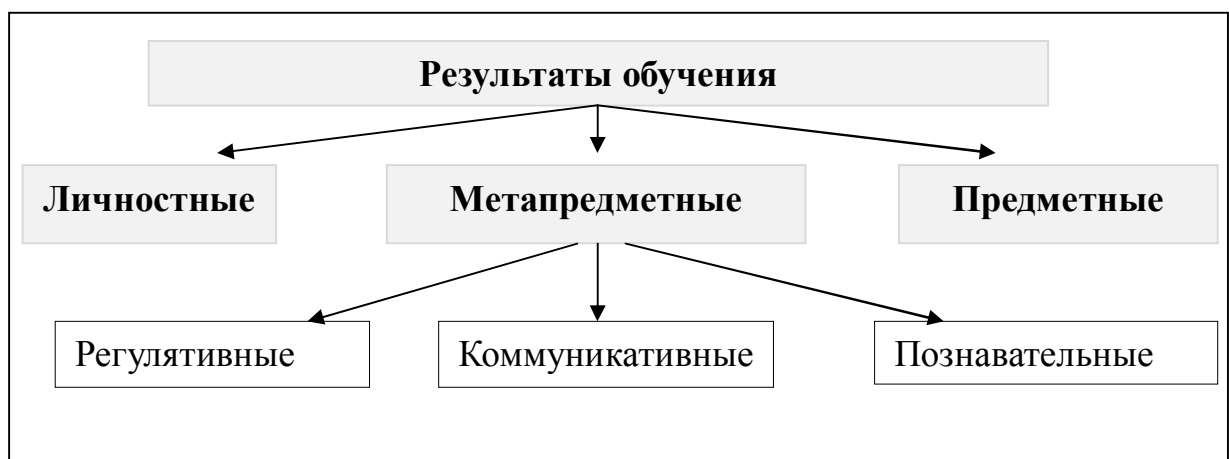 Результаты обучения
Личностные
Метапредметные
Предметные
Регулятивные
Коммуникативные
Познавательные